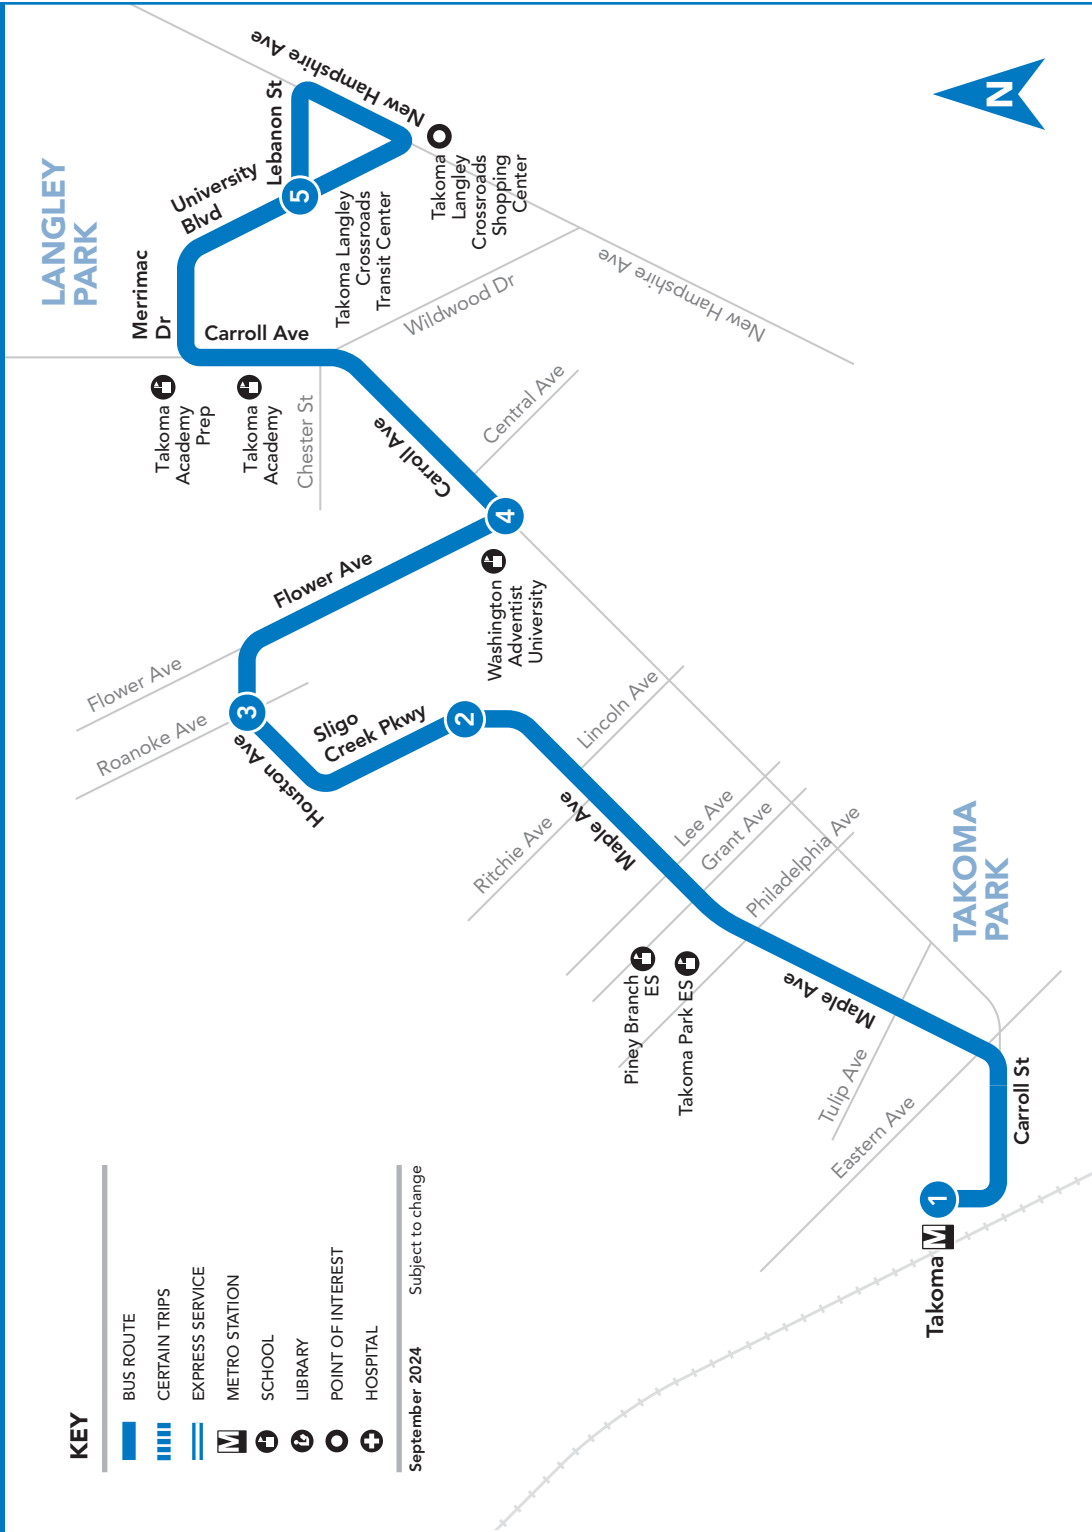 LANGLEY
PARK
New Hampshire Ave
Lebanon St
University
Blvd
5
Takoma
Langley
Crossroads
Shopping
Center
Takoma Langley
Crossroads
Transit Center
Merrimac
Dr
Carroll Ave
Wildwood Dr
New Hampshire Ave
Takoma
Academy
Prep
Takoma
Academy
Chester St
Carroll Ave
Central Ave
4
Flower Ave
Washington
Adventist
University
Flower Ave
Roanoke Ave
3
Houston Ave
Sligo
Creek Pkwy
2
Lincoln Ave
Ritchie Ave
Maple Ave
Lee Ave
Grant Ave
Philadelphia Ave
Piney Branch
ES
Takoma Park ES
Maple Ave
TAKOMA
PARK
Tulip Ave
Eastern Ave
Carroll St
1
Takoma
M
N
KEY
BUS ROUTE
CERTAIN TRIPS
EXPRESS SERVICE
M METRO STATION
SCHOOL
LIBRARY
POINT OF INTEREST
HOSPITAL
September 2024 Subject to change